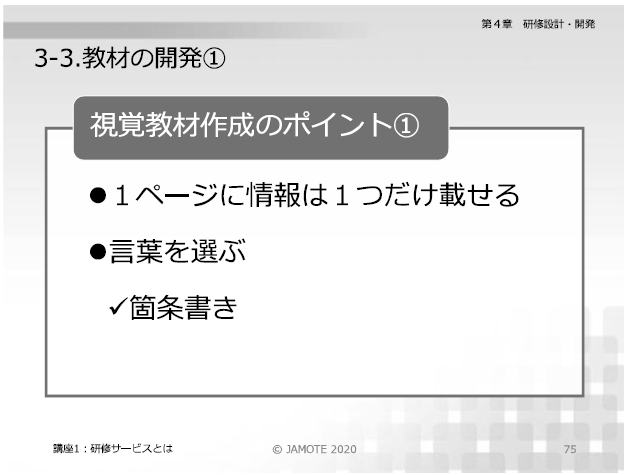 第４章　研修設計・開発
3-3.教材の開発①
視覚教材作成のポイント①
●１ページに情報は１つだけ載せる
●言葉を選ぶ
✓箇条書き
講座1：研修サービスとは
© JAMOTE 2020
75